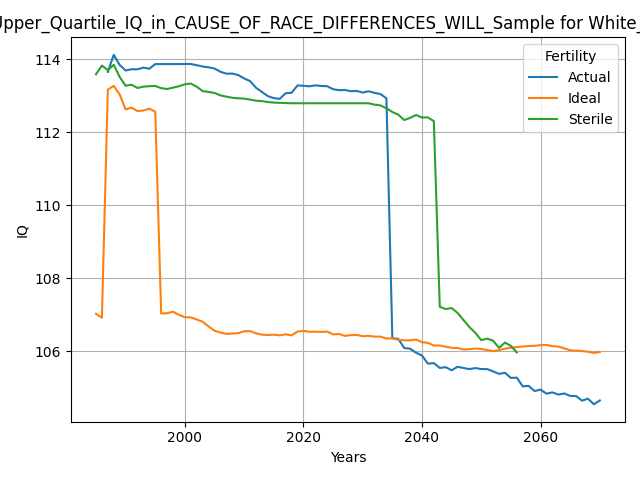 Upper_Quartile_IQ_in_CAUSE_OF_RACE_DIFFERENCES_WILL_Sample for White_
Fertility
Actual
Ideal
Sterile
114
112
110
108
106
IQ
2000
2020
2040
2060
Years